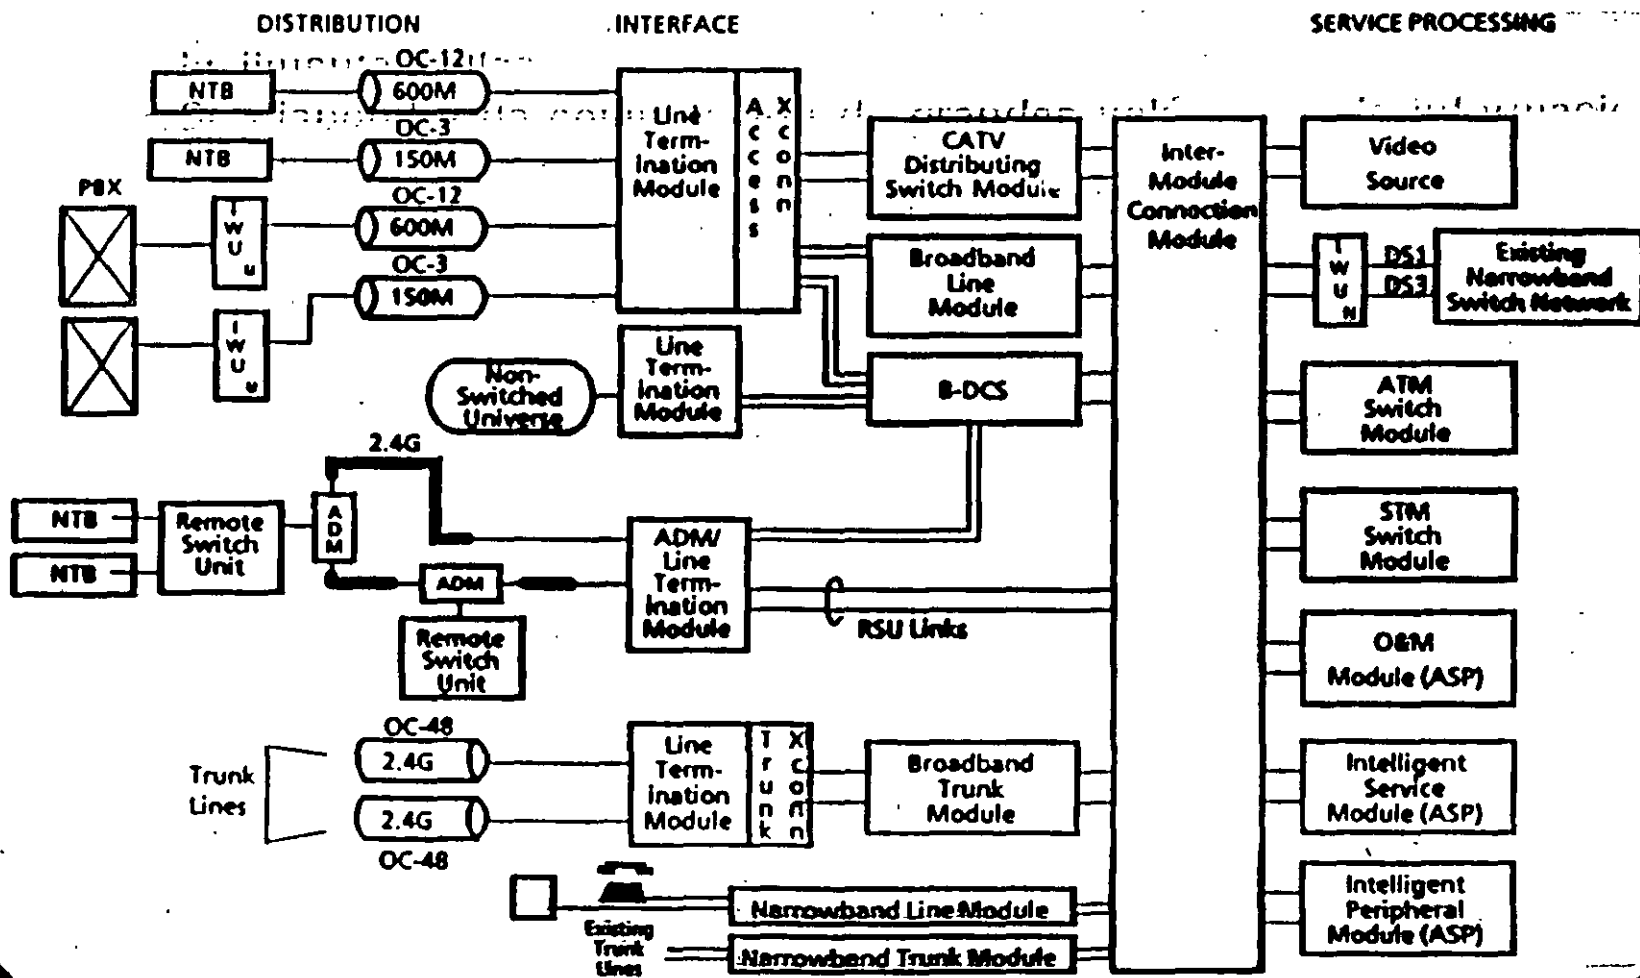 DISTRIBUTION
INTERFACE
SERVICE PROCESSING
NTB
OC-12
600M
NTB
OC-3
150M
PBX
I
W
U
u
OC-12
600M
I
W
U
u
OC-3
150M
Line
Term-
ination
Module
Access
Xconn
CATV
Distributing
Switch Module
Broadband
Line
Module
B-DCS
Line
Term-
ination
Module
Non-
Switched
Universe
Inter-
Module
Connection
Module
Video
Source
I
W
U
N
DS1
DS3
Existing
Narrowband
Switch Network
ATM
Switch
Module
STM
Switch
Module
O&M
Module (ASP)
Intelligent
Service
Module (ASP)
Intelligent
Peripheral
Module (ASP)
2.4G
NTB
NTB
Remote
Switch
Unit
ADM
ADM
Remote
Switch
Unit
ADM/
Line
Term-
ination
Module
RSU Links
Trunk
Lines
OC-48
2.4G
2.4G
OC-48
Line
Term-
ination
Module
Trunk
Xconn
Broadband
Trunk
Module
Narrowband Line Module
Existing
Trunk
Lines
Narrowband Trunk Module